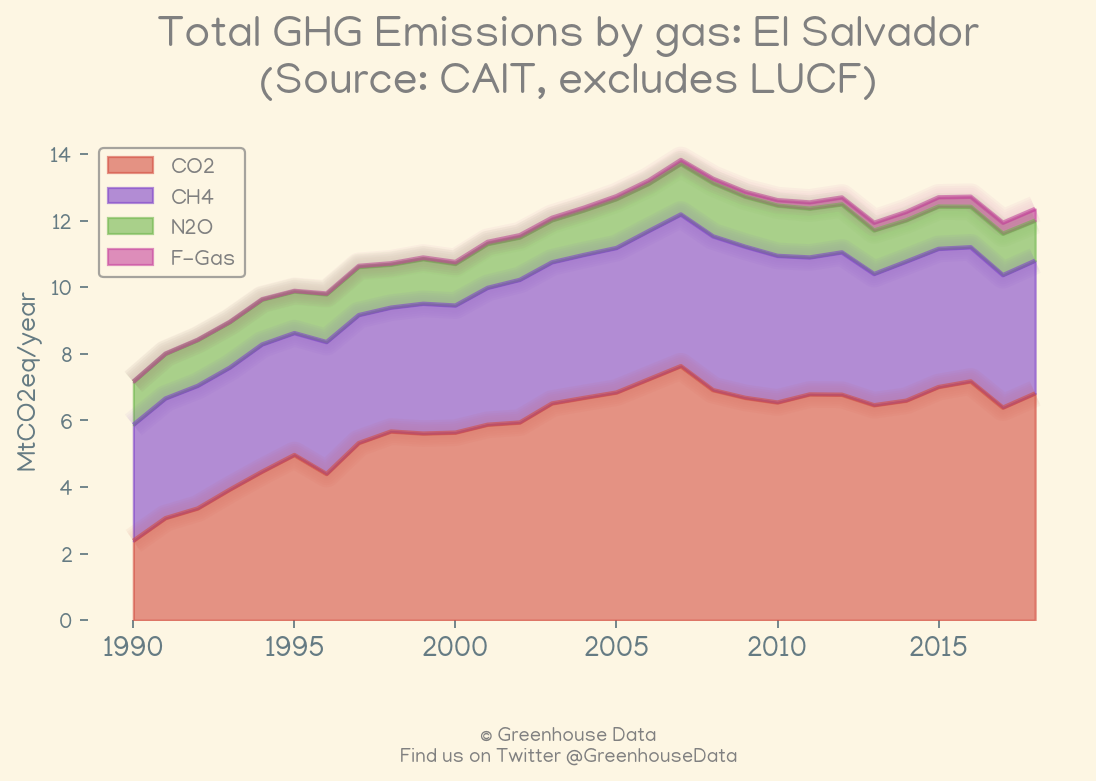 Total GHG Emissions by gas: El Salvador
(Source: CAIT, excludes LUCF)
14
12
10
8
6
4
2
0
MtCO2eq/year
CO2
CH4
N2O
F-Gas
1990 1995 2000 2005 2010 2015
© Greenhouse Data
Find us on Twitter @GreenhouseData